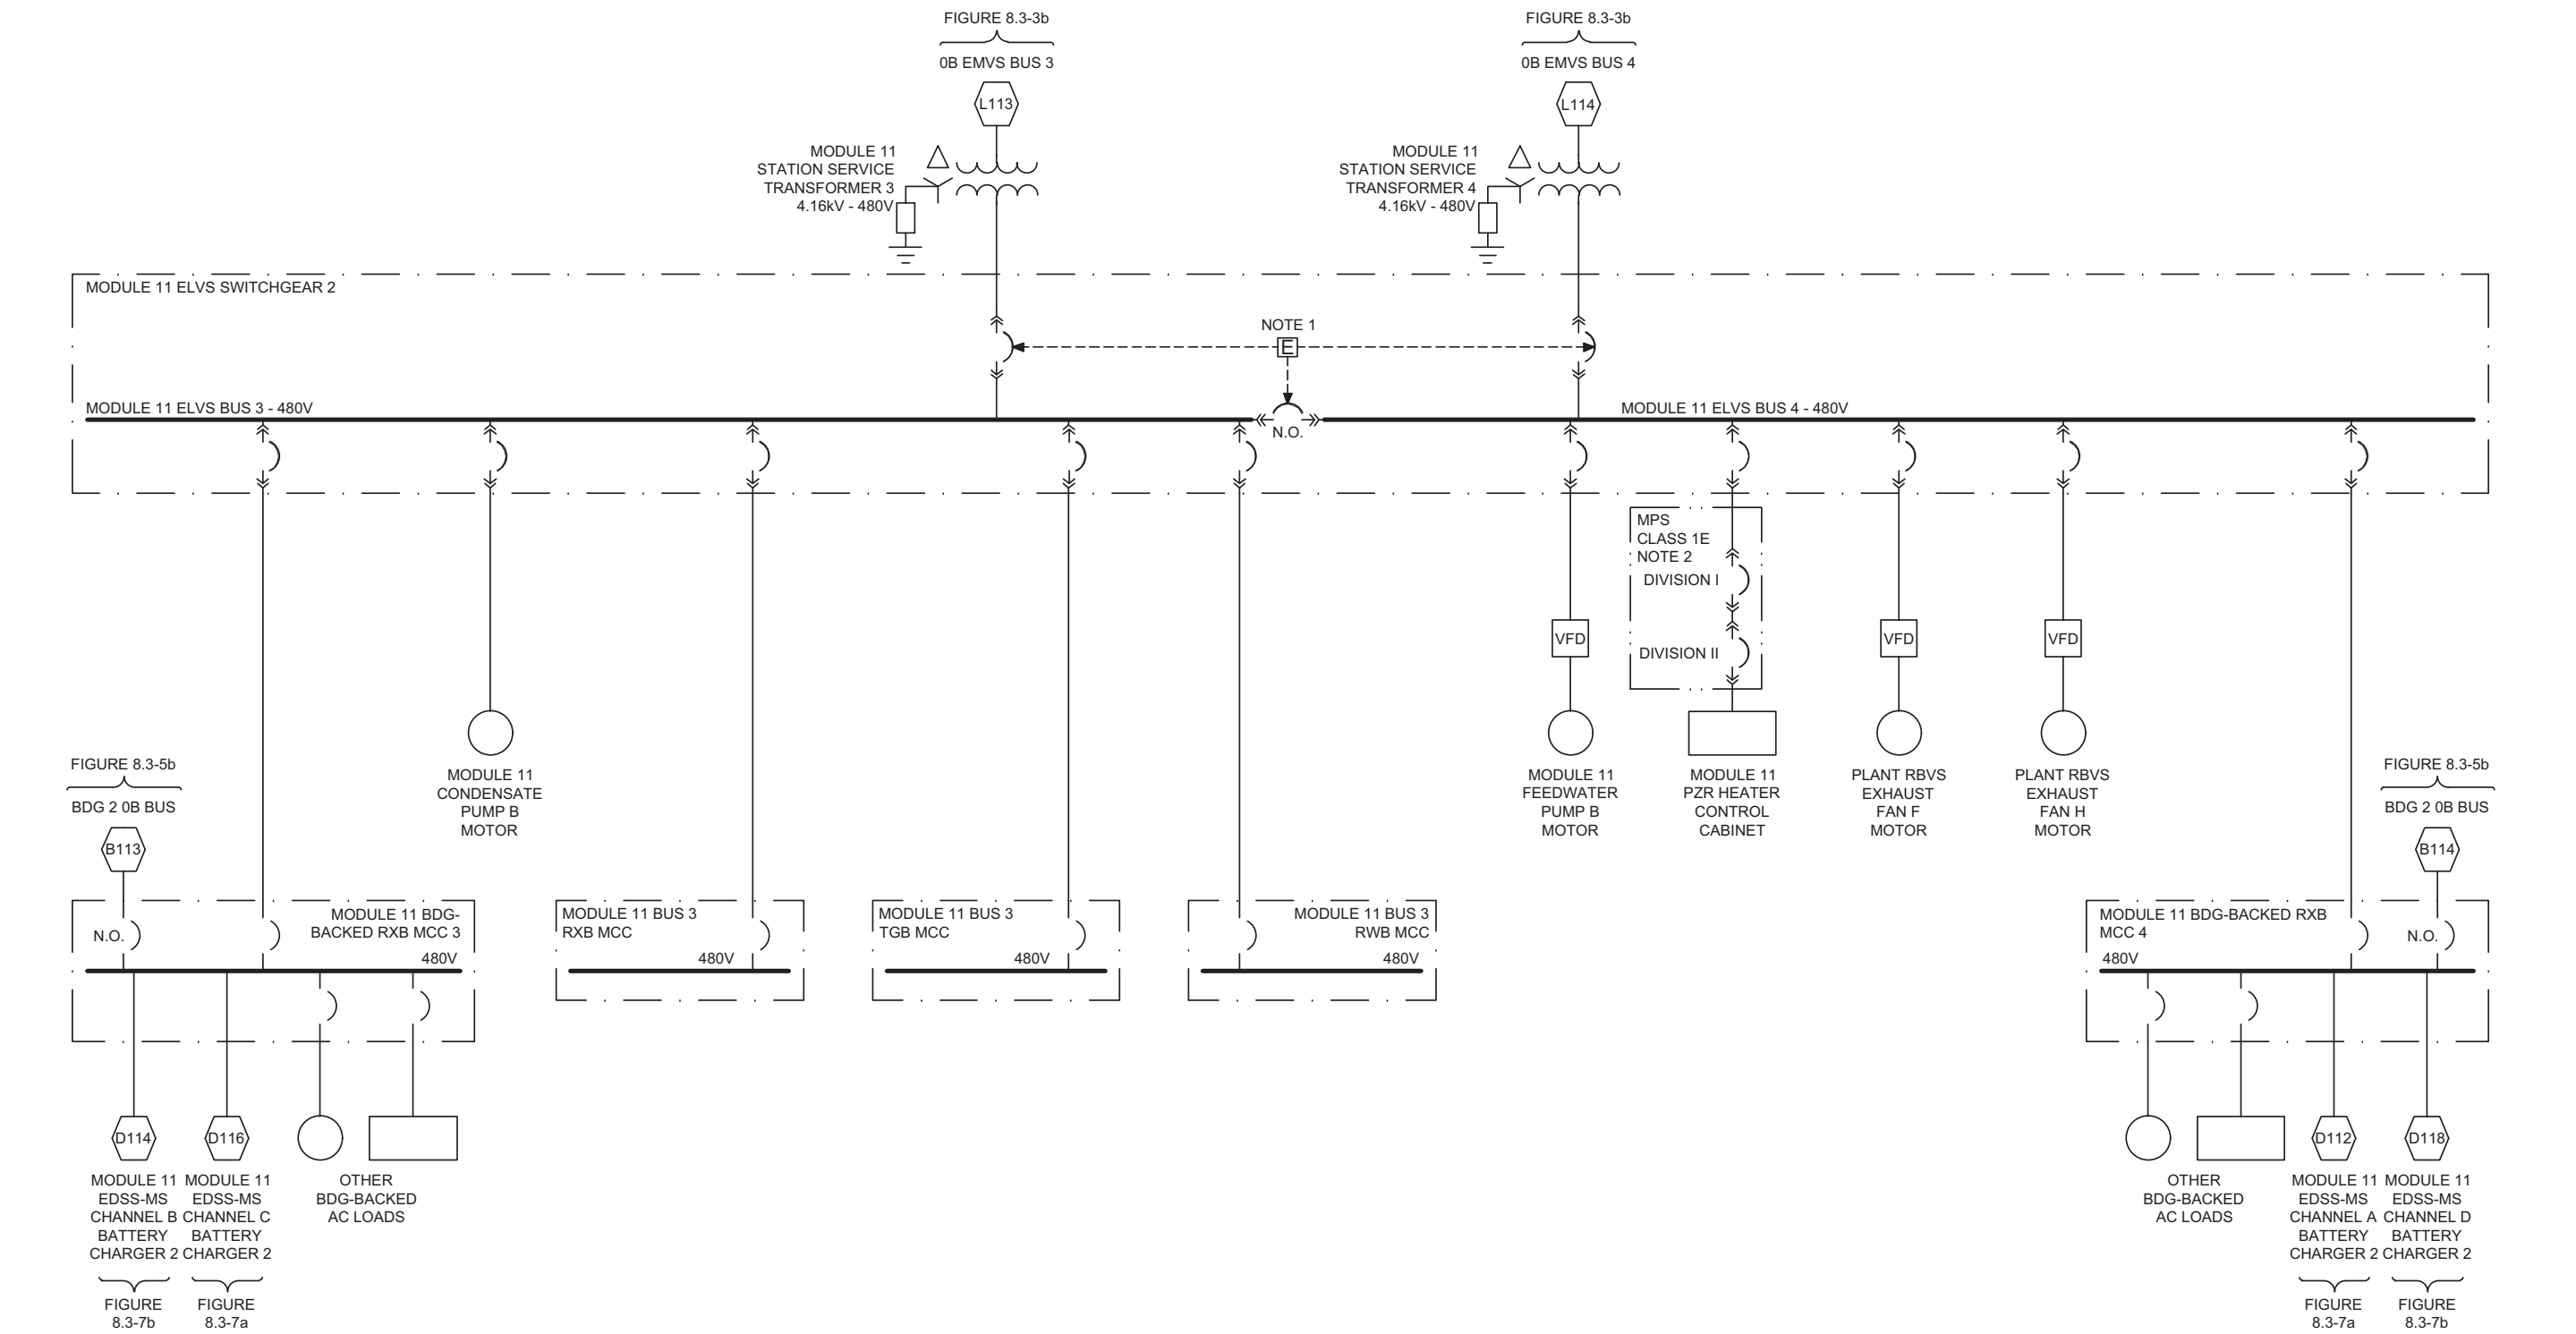 FIGURE 8.3-3b
0B EMVS BUS 3
L113
MODULE 11
STATION SERVICE
TRANSFORMER 3
4.16kV - 480V
FIGURE 8.3-3b
0B EMVS BUS 4
L114
MODULE 11
STATION SERVICE
TRANSFORMER 4
4.16kV - 480V
MODULE 11 ELVS SWITCHGEAR 2
NOTE 1
E
MODULE 11 ELVS BUS 3 - 480V
N.O.
MODULE 11 ELVS BUS 4 - 480V
MPS
CLASS 1E
NOTE 2
DIVISION I
DIVISION II
VFD
VFD
VFD
MODULE 11
CONDENSATE
PUMP B
MOTOR
MODULE 11
FEEDWATER
PUMP B
MOTOR
MODULE 11
PZR HEATER
CONTROL
CABINET
PLANT RBVS
EXHAUST
FAN F
MOTOR
PLANT RBVS
EXHAUST
FAN H
MOTOR
FIGURE 8.3-5b
BDG 2 0B BUS
B113
N.O.
MODULE 11 BDG-
BACKED RXB MCC 3
480V
MODULE 11 BUS 3
RXB MCC
480V
MODULE 11 BUS 3
TGB MCC
480V
MODULE 11 BUS 3
RWB MCC
480V
FIGURE 8.3-5b
BDG 2 0B BUS
B114
MODULE 11 BDG-BACKED RXB
MCC 4
N.O.
480V
D114
MODULE 11
EDSS-MS
CHANNEL B
BATTERY
CHARGER 2
FIGURE
8.3-7b
D116
MODULE 11
EDSS-MS
CHANNEL C
BATTERY
CHARGER 2
FIGURE
8.3-7a
OTHER
BDG-BACKED
AC LOADS
OTHER
BDG-BACKED
AC LOADS
D112
MODULE 11
EDSS-MS
CHANNEL A
BATTERY
CHARGER 2
FIGURE
8.3-7a
D118
MODULE 11
EDSS-MS
CHANNEL D
BATTERY
CHARGER 2
FIGURE
8.3-7b